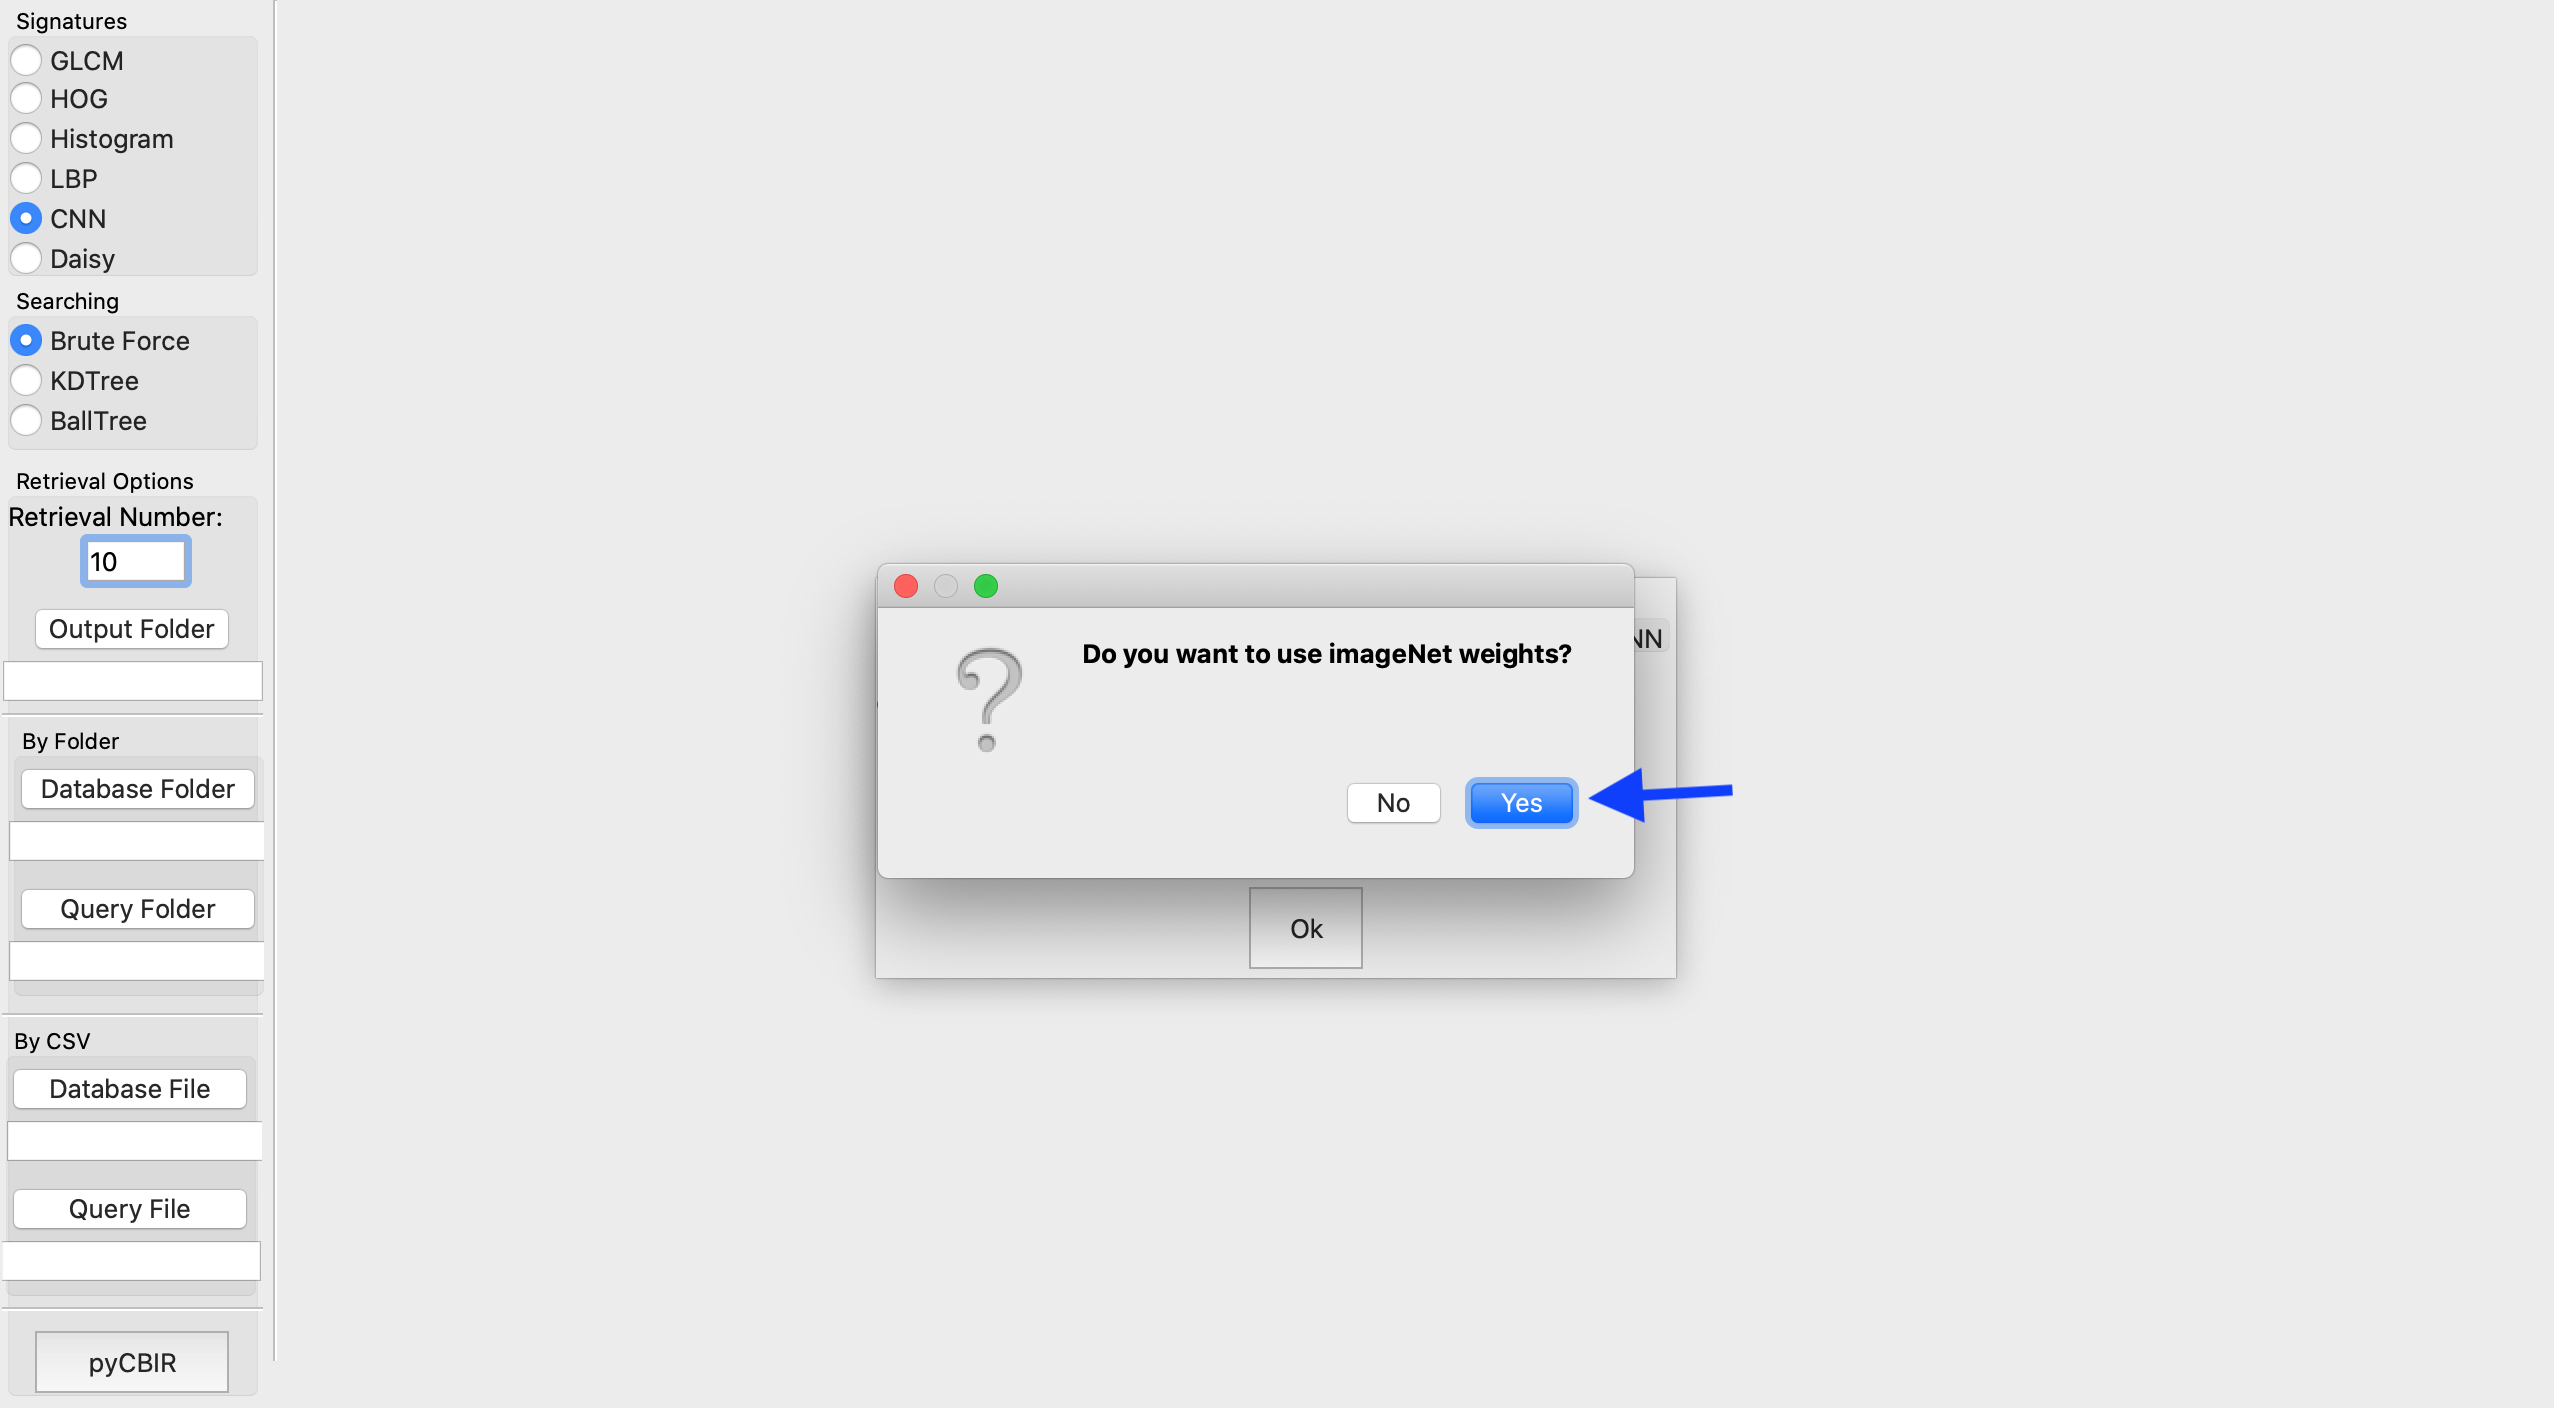 Signatures
GLCM
HOG
Histogram
LBP
CNN
Daisy
Searching
Brute Force
KDTree
BallTree
Retrieval Options
Retrieval Number:
10
Output Folder
By Folder
Database Folder
Query Folder
By CSV
Database File
Query File
pyCBIR
Do you want to use imageNet weights?
No
Yes
Ok